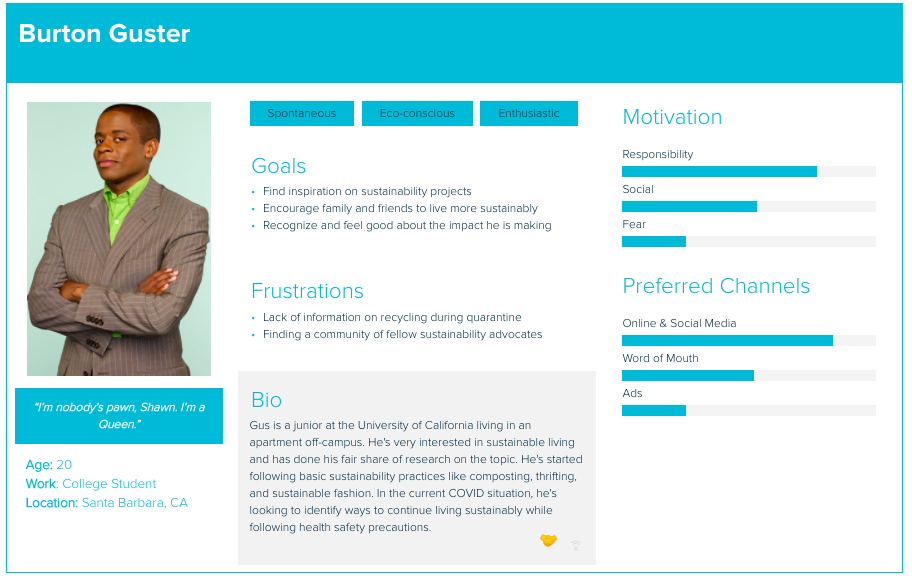 Burton Guster
"I'm nobody's pawn, Shawn. I'm a
Queen."
Age: 20
Work: College Student
Location: Santa Barbara, CA
Spontaneous
Eco-conscious
Enthusiastic
Goals
• Find inspiration on sustainability projects
• Encourage family and friends to live more sustainably
• Recognize and feel good about the impact he is making
Frustrations
• Lack of information on recycling during quarantine
• Finding a community of fellow sustainability advocates
Bio
Gus is a junior at the University of California living in an
apartment off-campus. He's very interested in sustainable living
and has done his fair share of research on the topic. He's started
following basic sustainability practices like composting, thrifting,
and sustainable fashion. In the current COVID situation, he's
looking to identify ways to continue living sustainably while
following health safety precautions.
Motivation
Responsibility
Social
Fear
Preferred Channels
Online & Social Media
Word of Mouth
Ads